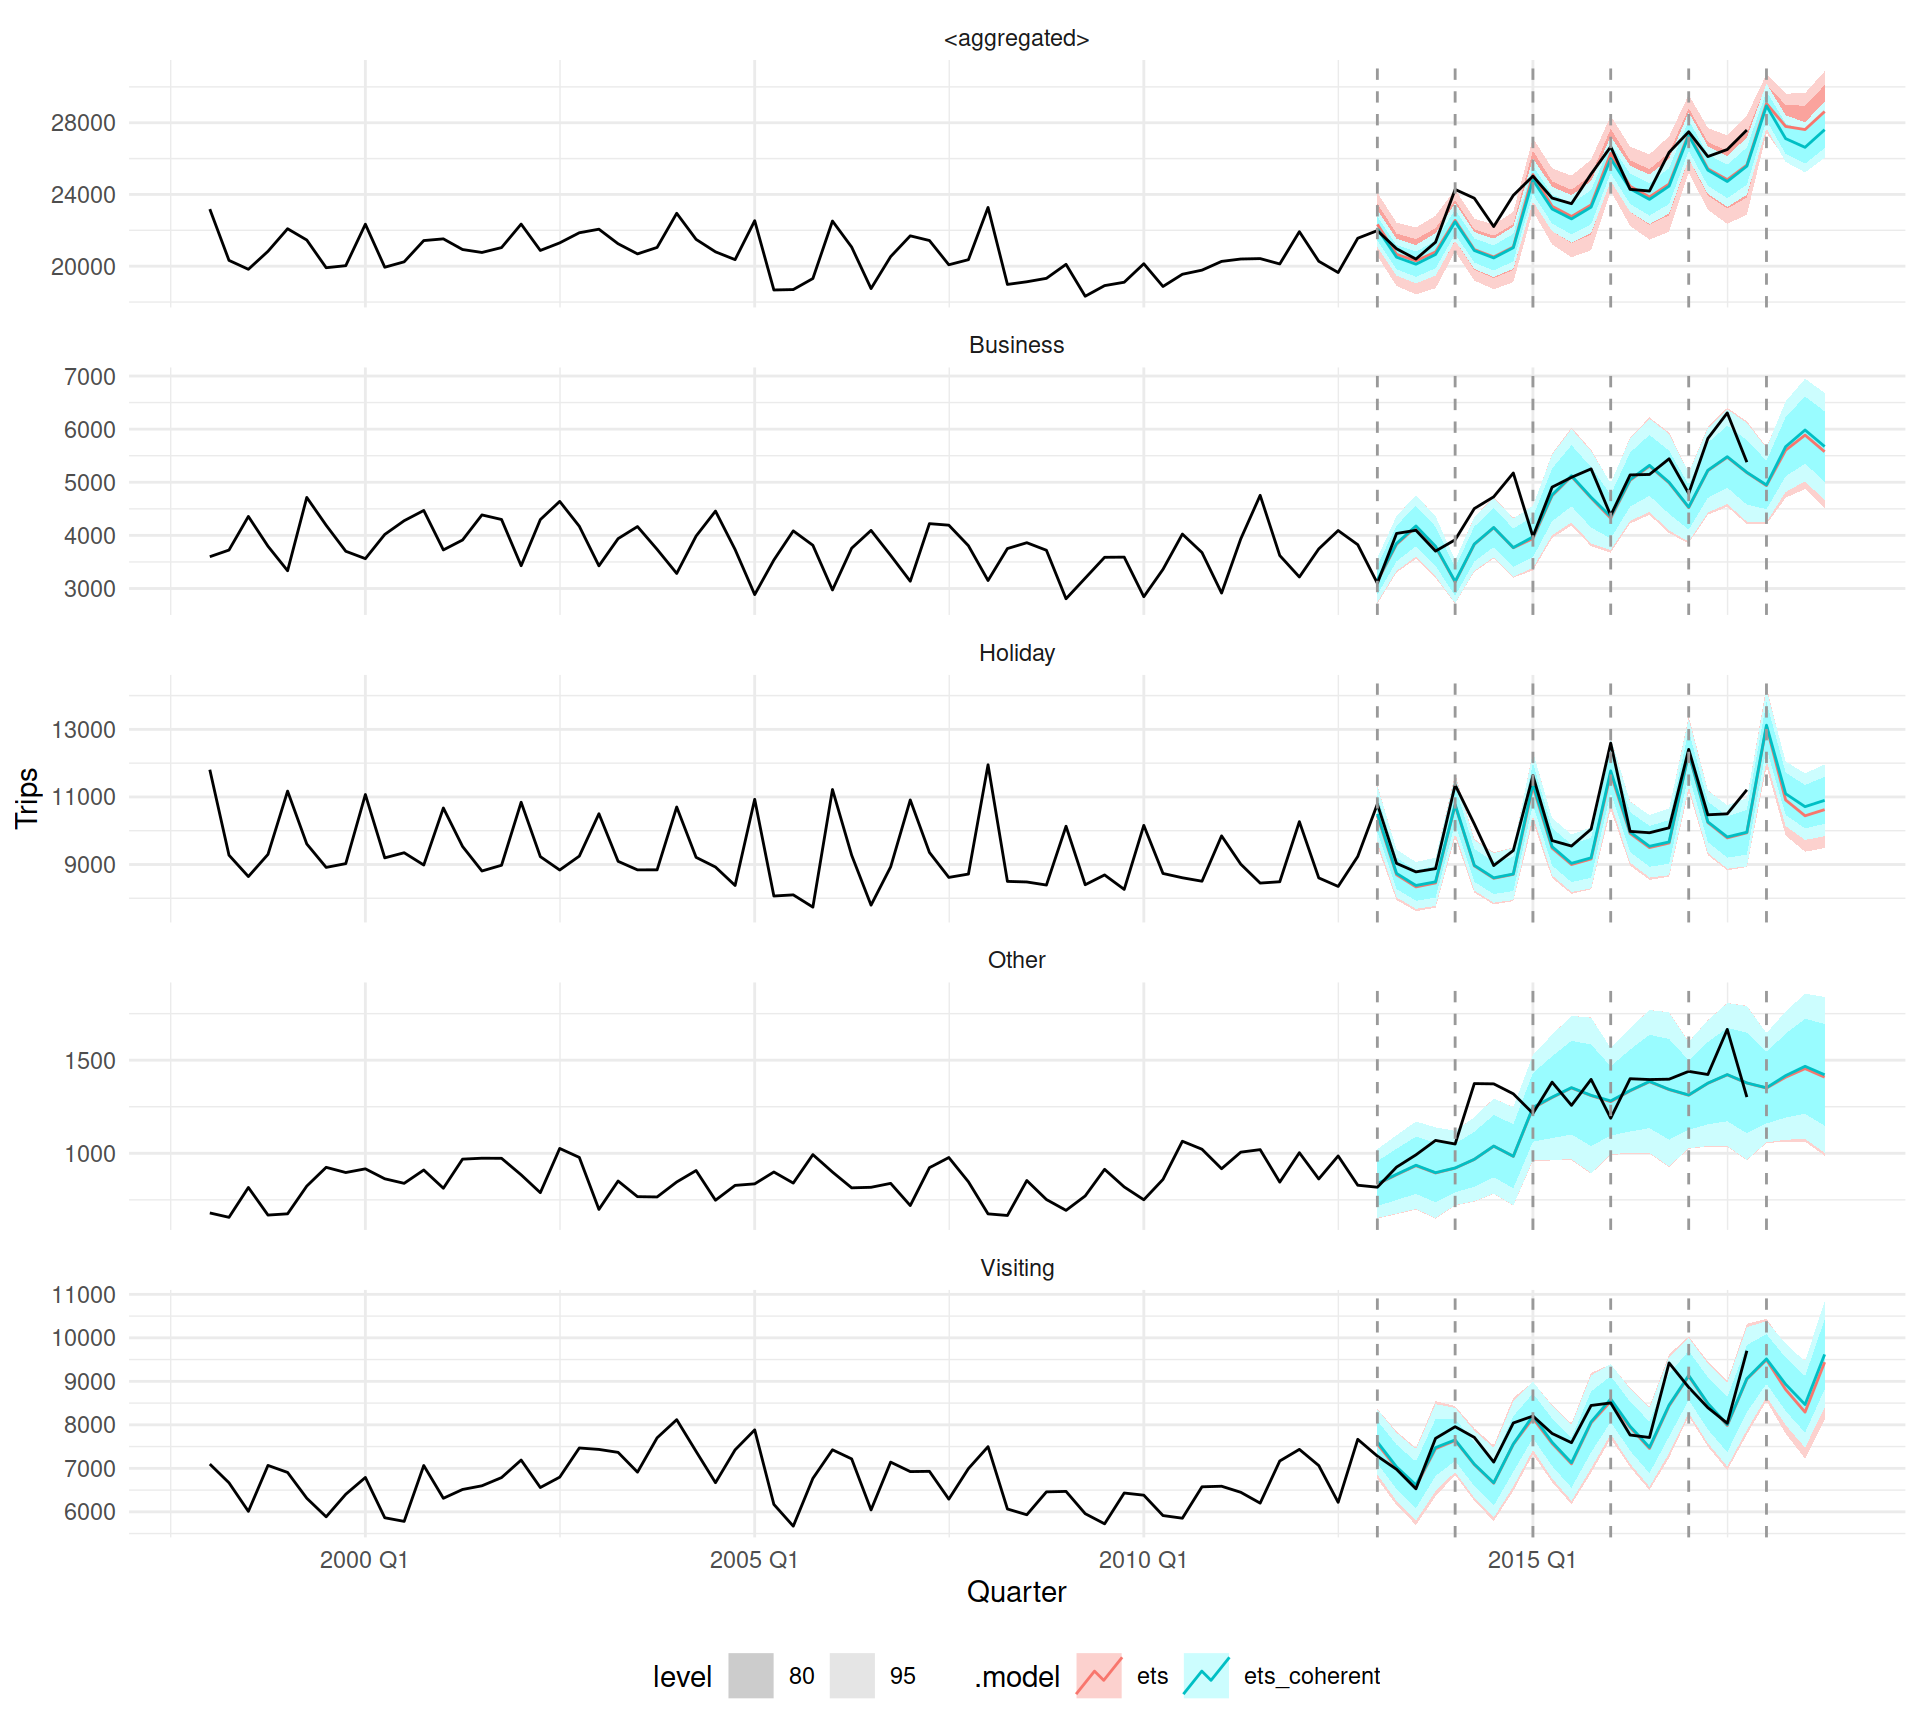 <aggregated>
28000
24000
20000
Business
7000
6000
5000
4000
3000
Holiday
13000
11000
9000
Other
1500
1000
Visiting
11000
10000
9000
8000
7000
6000
Trips
2000 Q1 2005 Q1 2010 Q1 2015 Q1
Quarter
level 80 95 .model ets ets_coherent